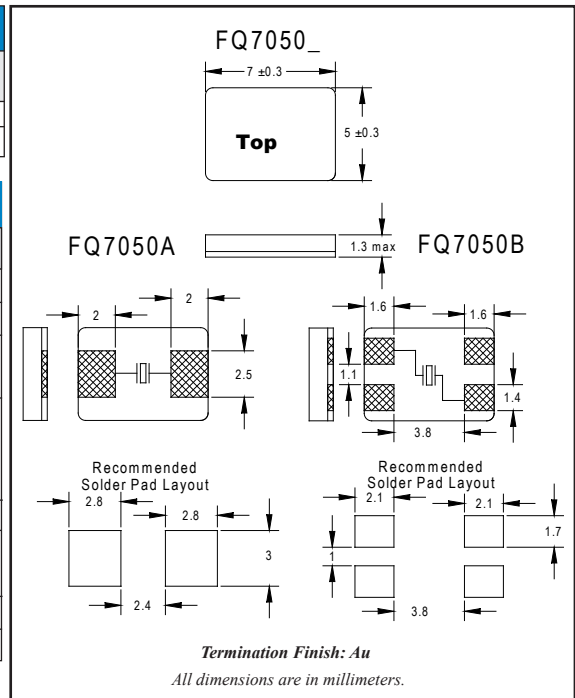 FQ7050_
7 ±0.3
5 ±0.3
Top
1.3 max
FQ7050A
FQ7050B
2
2
2.5
1.6
1.6
1.1
1.4
3.8
Recommended
Solder Pad Layout
2.8
2.8
3
2.4
Recommended
Solder Pad Layout
2.1
2.1
1.7
1
3.8
Termination Finish: Au
All dimensions are in millimeters.